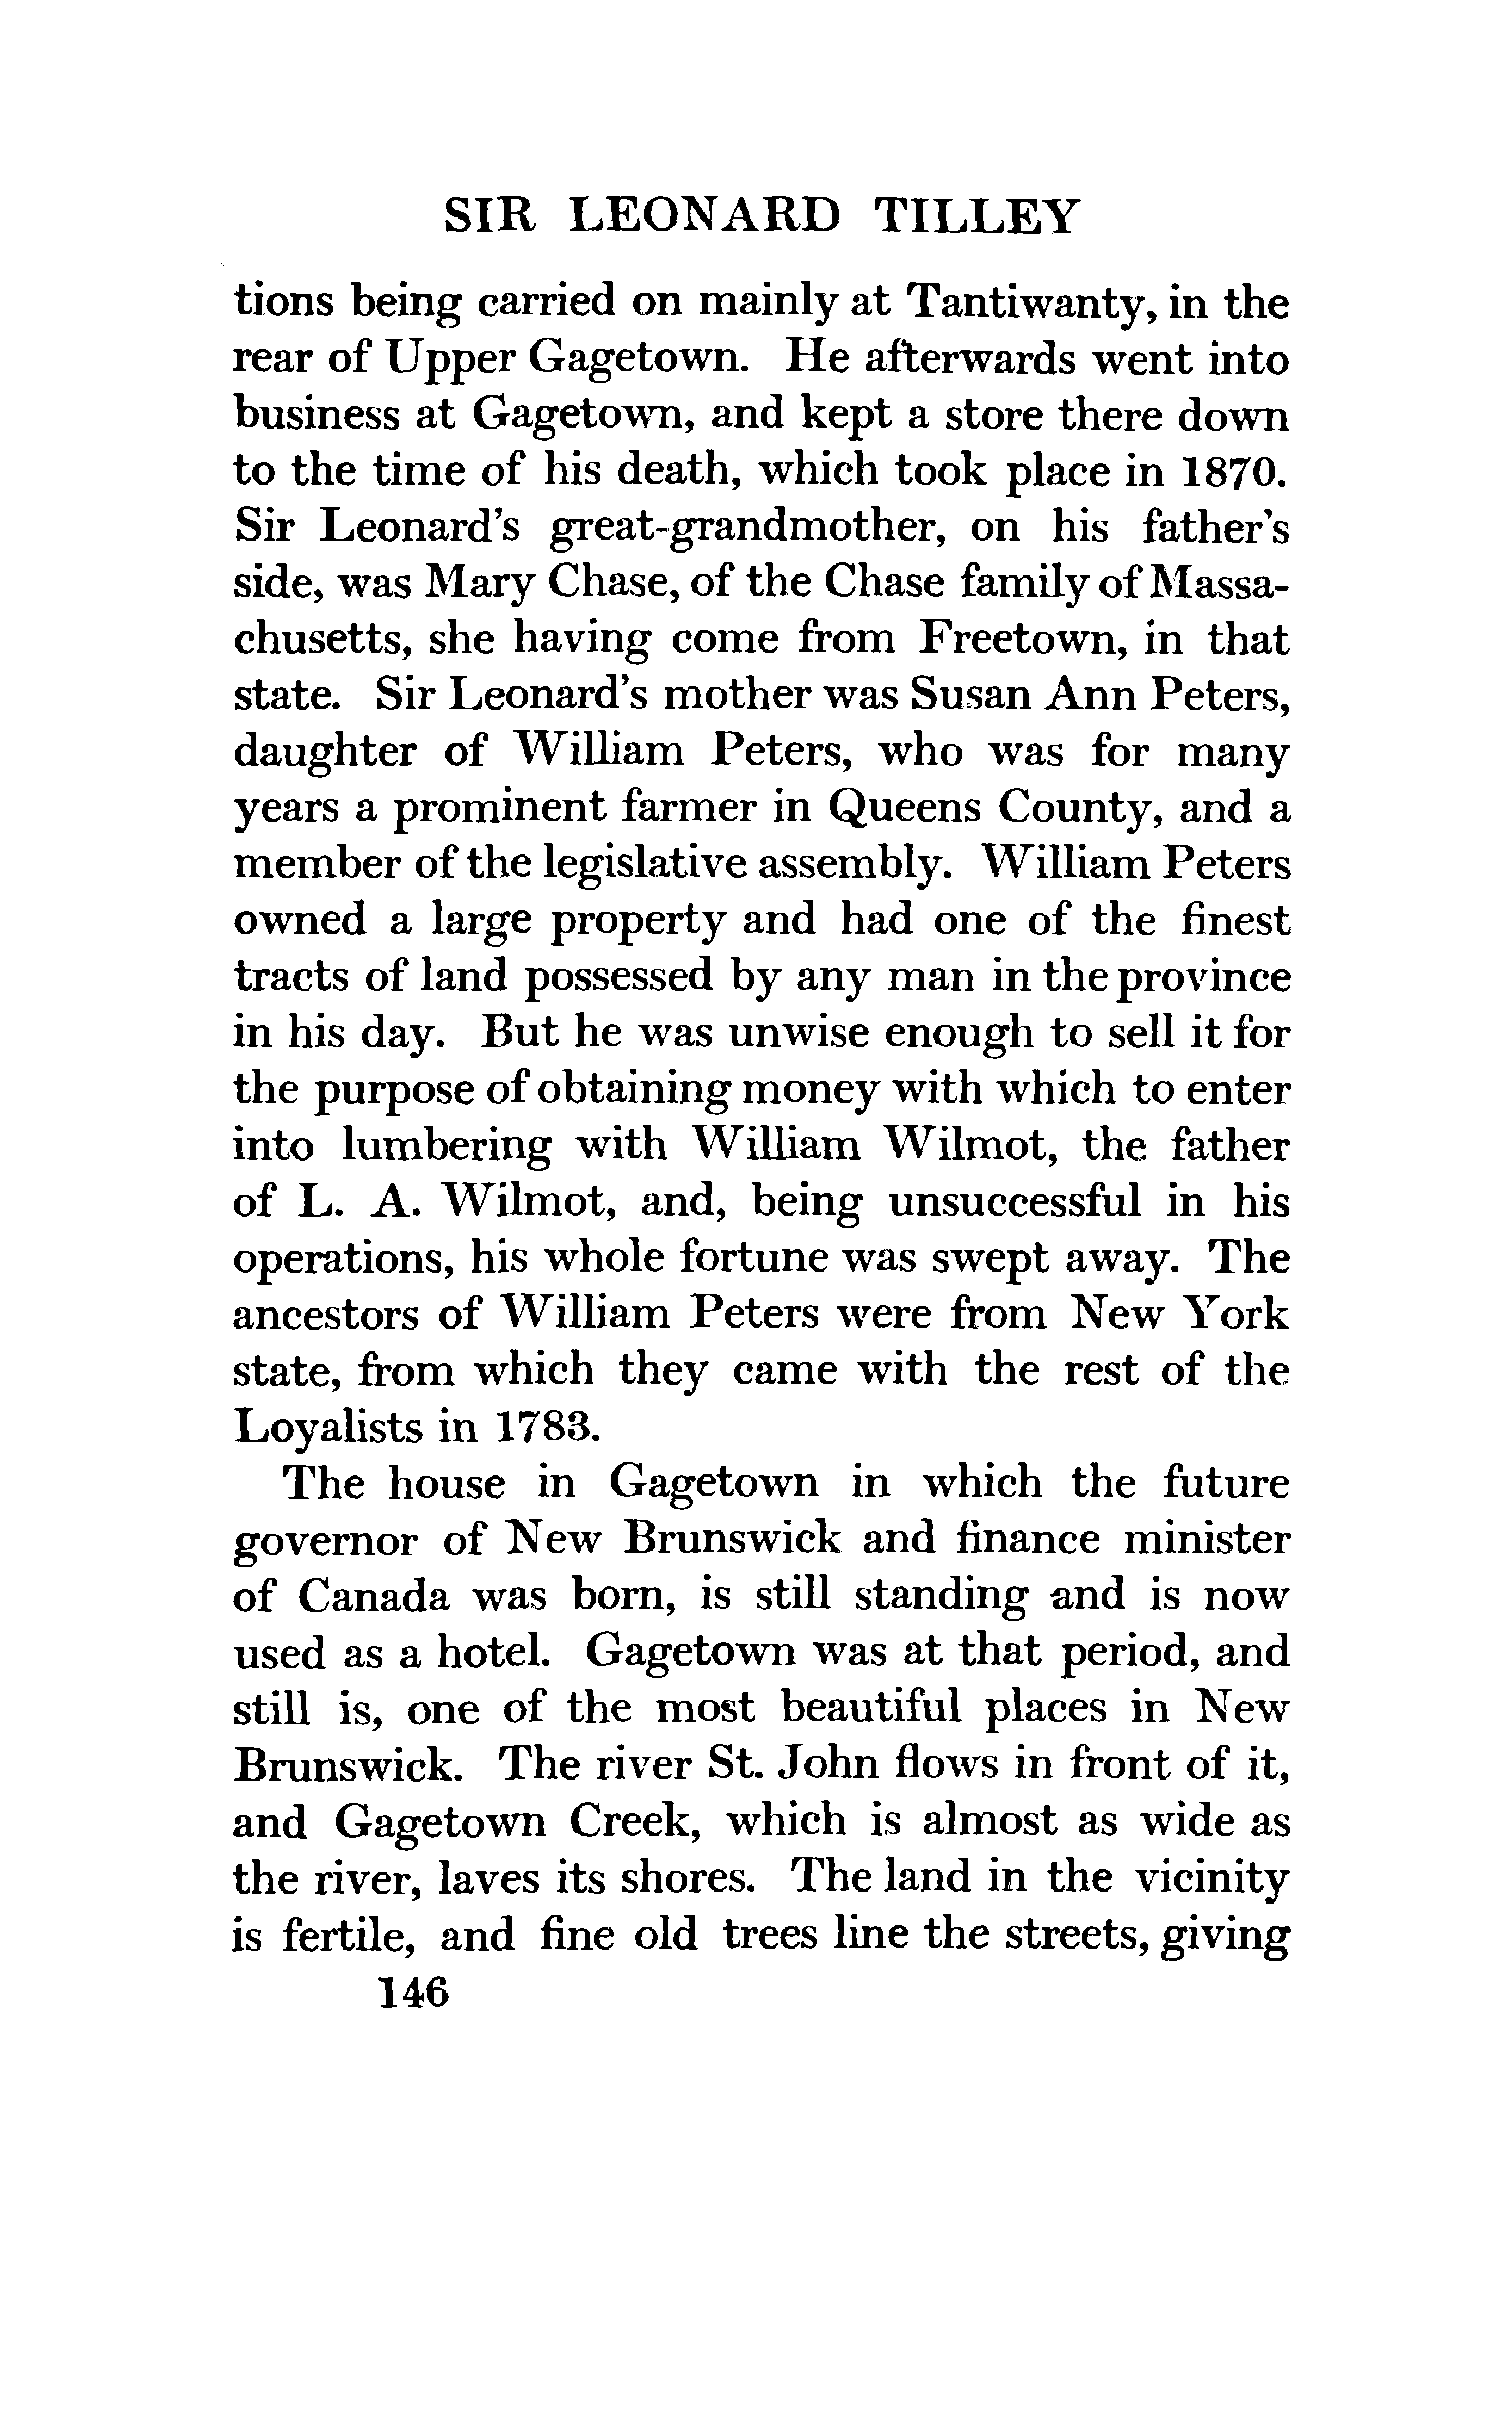 SIR LEONARD TILLEY
tions being carried on mainly at Tantiwanty, in the
rear of Upper Gagetown. He afterwards went into
business at Gagetown, and kept a store there down
to the time of his death, which took place in 1870.
Sir Leonard's great-grandmother, on his father's
side, was Mary Chase, of the Chase family of Massa-
chusetts, she having come from Freetown, in that
state. Sir Leonard's mother was Susan Ann Peters,
daughter of William Peters, who was for many
years a prominent farmer in Queens County, and a
member of the legislative assembly. William Peters
owned a large property and had one of the finest
tracts of land possessed by any man in the province
in his day. But he was unwise enough to sell it for
the purpose of obtaining money with which to enter
into lumbering with William Wilmot, the father
of L. A. Wilmot, and, being unsuccessful in his
operations, his whole fortune was swept away. The
ancestors of William Peters were from New York
state, from which they came with the rest of the
Loyalists in 1783.
The house in Gagetown in which the future
governor of New Brunswick and finance minister
of Canada was born, is still standing and is now
used as a hotel. Gagetown was at that period, and
still is, one of the most beautiful places in New
Brunswick. The river St. John flows in front of it,
and Gagetown Creek, which is almost as wide as
the river, laves its shores. The land in the vicinity
is fertile, and fine old trees line the streets, giving
146